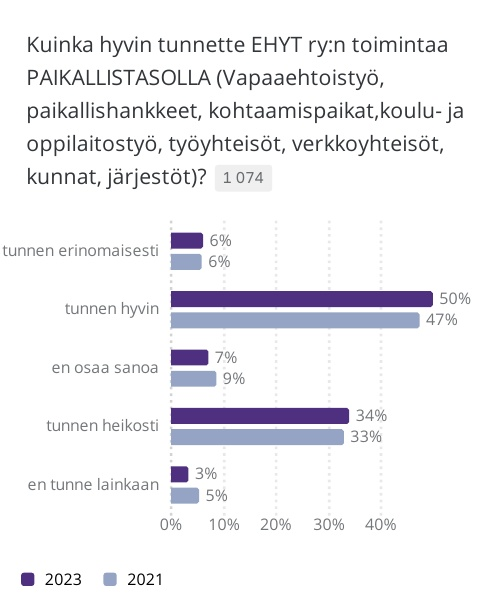 Kuinka hyvin tunnette EHYT ry:n toimintaa
PAIKALLISTASOLLA (Vapaaehtoistyö,
paikallishankkeet, kohtaamispaikat,koulu- ja
oppilaitostyö, työyhteisöt, verkkoyhteisöt,
kunnat, järjestöt)? 1 074
tunnen erinomaisesti
6%
6%
tunnen hyvin
50%
47%
en osaa sanoa
7%
9%
tunnen heikosti
34%
33%
en tunne lainkaan
3%
5%
0% 10% 20% 30% 40%
2023 2021